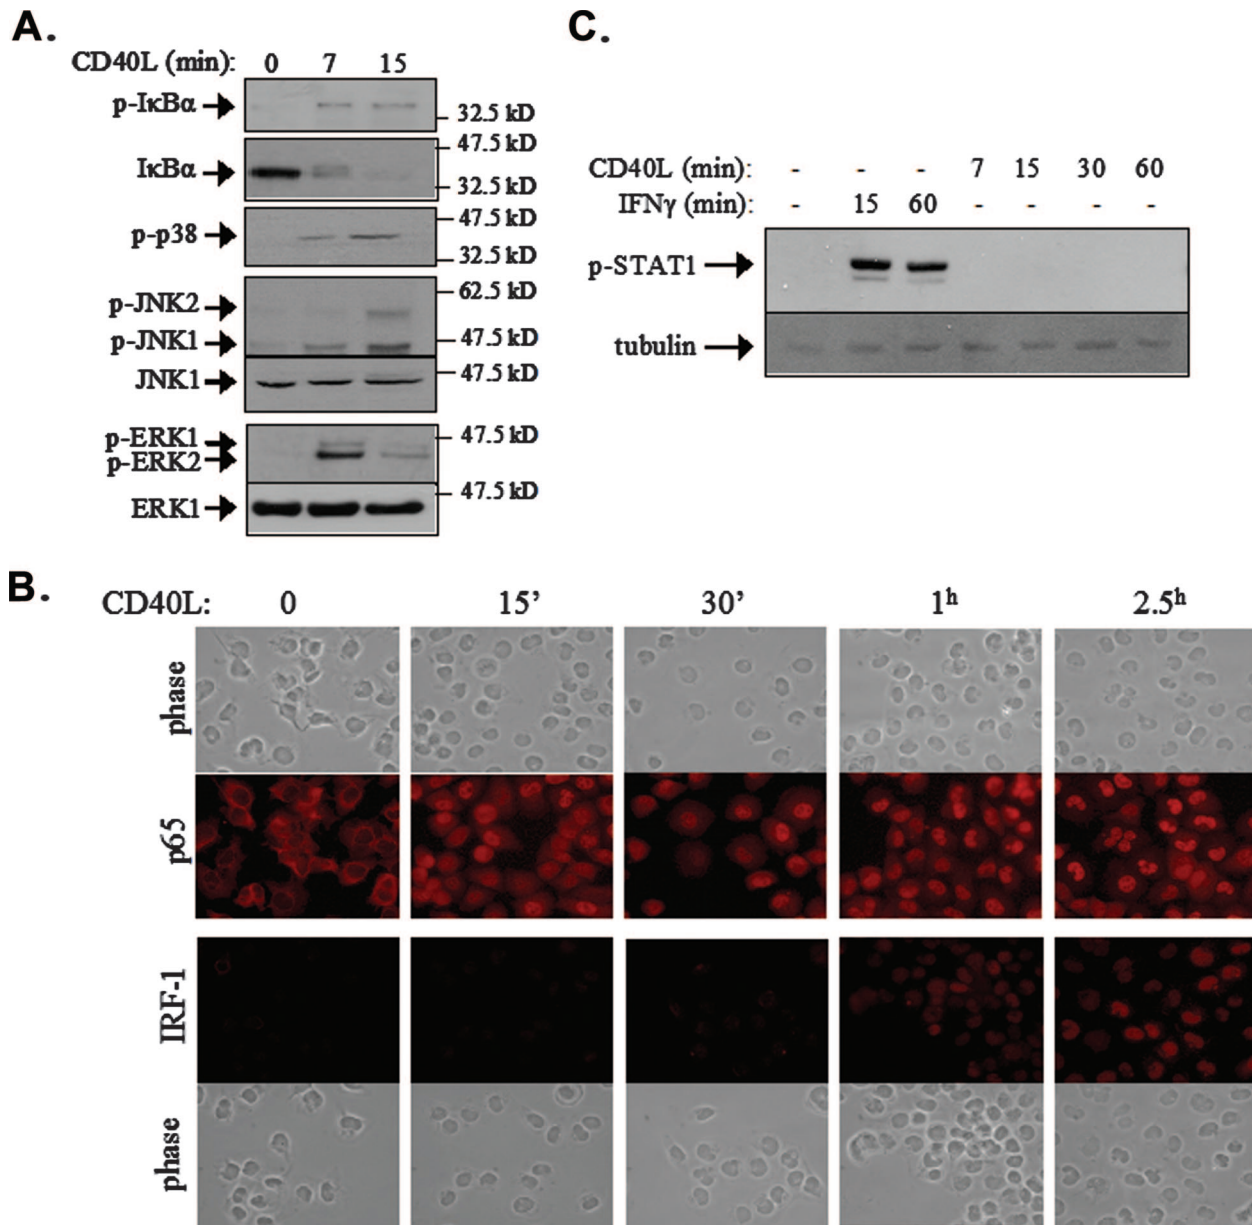 A.
CD40L (min): 0 7 15
p-IκBα
32.5 kD
47.5 kD
IκBα
32.5 kD
47.5 kD
p-p38
32.5 kD
62.5 kD
p-JNK2
p-JNK1
47.5 kD
JNK1
47.5 kD
p-ERK1
47.5 kD
p-ERK2
47.5 kD
ERK1
C.
CD40L (min): - - - 7 15 30 60
IFNγ (min): - 15 60 - - - -
p-STAT1
tubulin
B.
CD40L: 0 15’ 30’ 1h 2.5h
phase
p65
IRF-1
phase